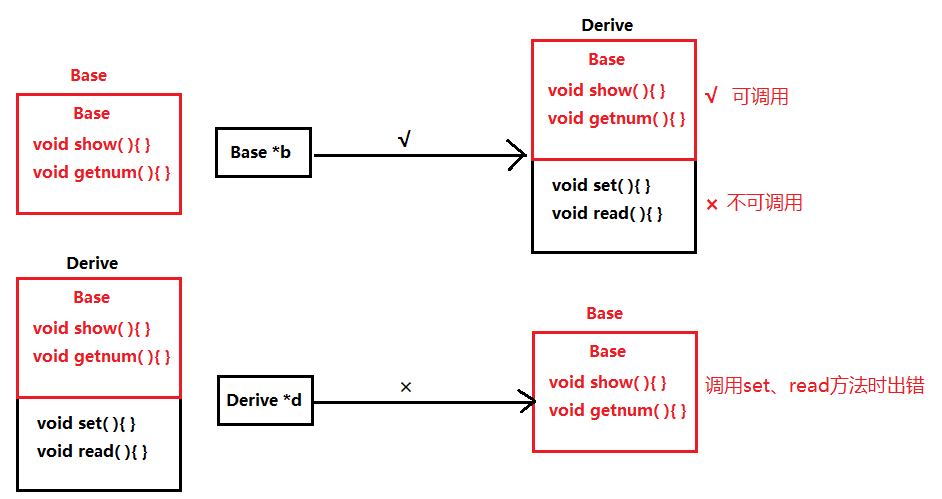 Base
Base
void show( ){ }
void getnum( ){ }
Base *b
√
Derive
Base
void show( ){ }
void getnum( ){ }
void set( ){ }
void read( ){ }
√ 可调用
× 不可调用
Derive
Base
void show( ){ }
void getnum( ){ }
void set( ){ }
void read( ){ }
Derive *d
×
Base
Base
void show( ){ }
void getnum( ){ }
调用set、read方法时出错